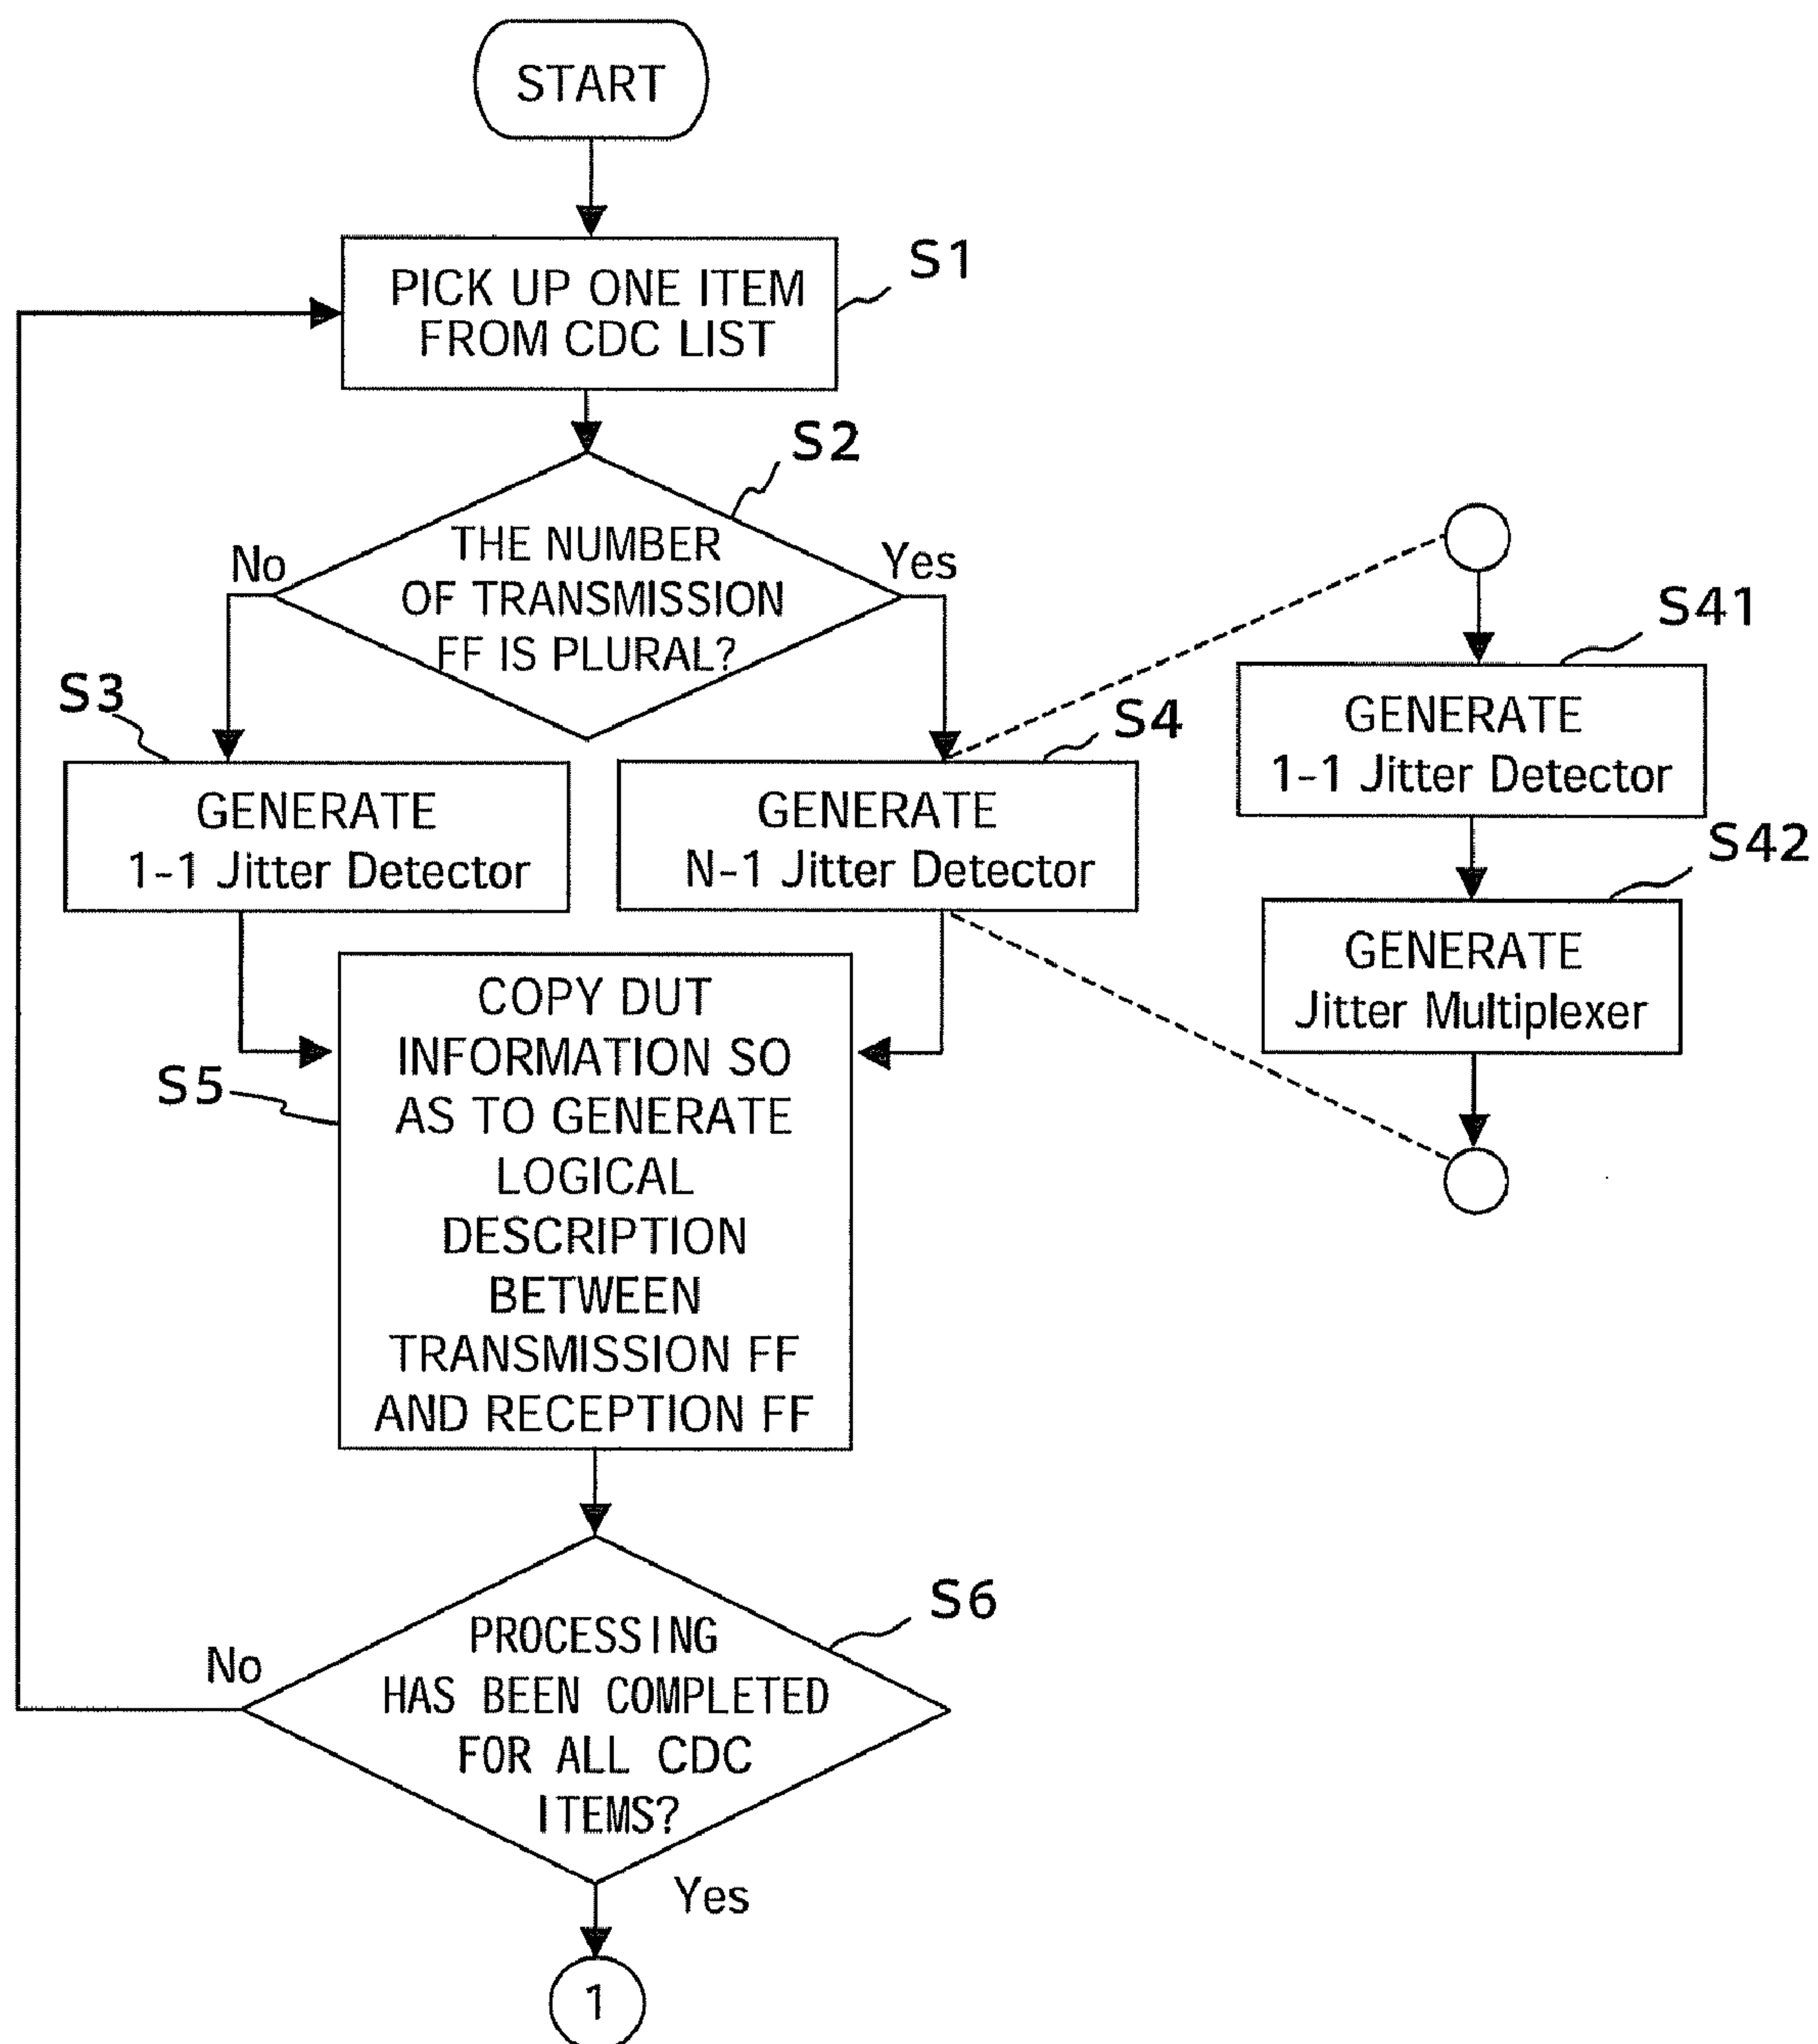 START
S1
PICK UP ONE ITEM
FROM CDC LIST
S2
THE NUMBER
OF TRANSMISSION
FF IS PLURAL?
No
Yes
S3
GENERATE
1-1 Jitter Detector
S4
GENERATE
N-1 Jitter Detector
S41
GENERATE
1-1 Jitter Detector
S42
GENERATE
Jitter Multiplexer
S5
COPY DUT
INFORMATION SO
AS TO GENERATE
LOGICAL
DESCRIPTION
BETWEEN
TRANSMISSION FF
AND RECEPTION FF
S6
PROCESSING
HAS BEEN COMPLETED
FOR ALL CDC
ITEMS?
No
Yes
1